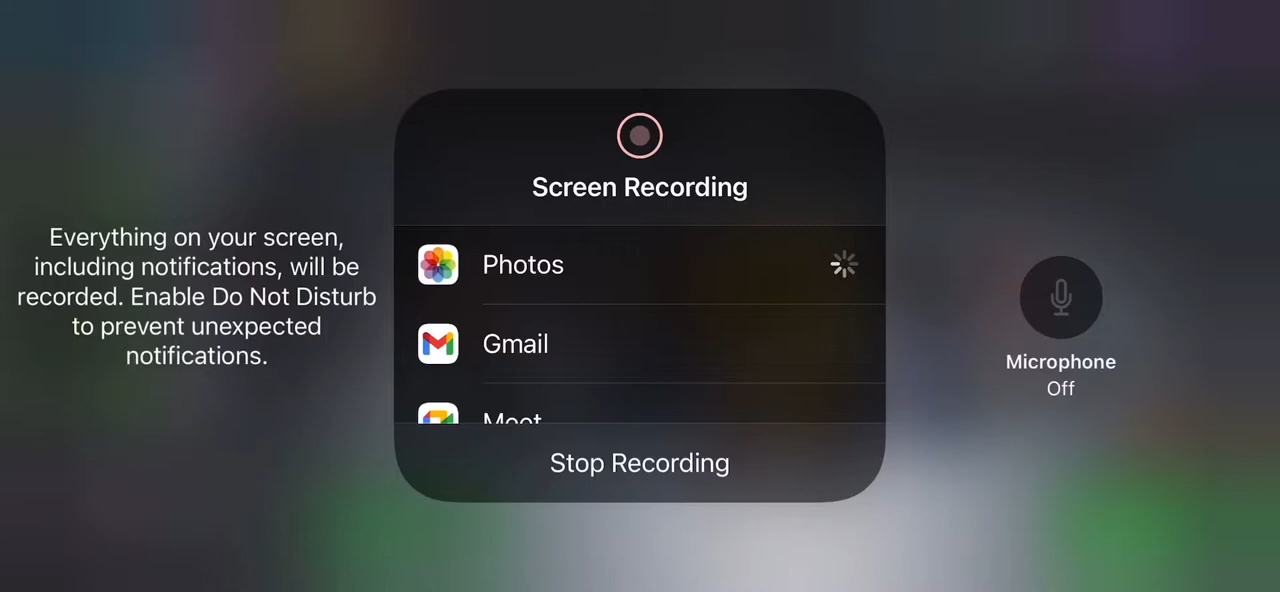 Everything on your screen,
including notifications, will be
recorded. Enable Do Not Disturb
to prevent unexpected
notifications.
Screen Recording
Photos
Gmail
Meet
Stop Recording
Microphone
Off